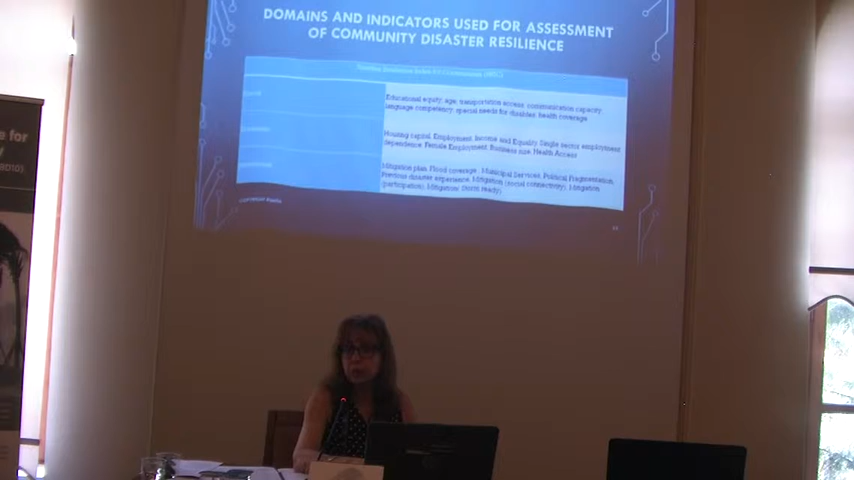 DOMAINS AND INDICATORS USED FOR ASSESSMENT
OF COMMUNITY DISASTER RESILIENCE
Educational equity; age; transportation access; communication capacity;
language competency; special needs for disables; health coverage
Housing capital, Employment; Income and Equality, Single sector employment
dependence; Female Employment; Business size; Health Access
Mitigation plan, Flood coverage; Municipal Services, Political Fragmentation,
Previous disaster experience, Mitigation (social connectivity), Mitigation
(participation), Mitigation (storm ready)
e for